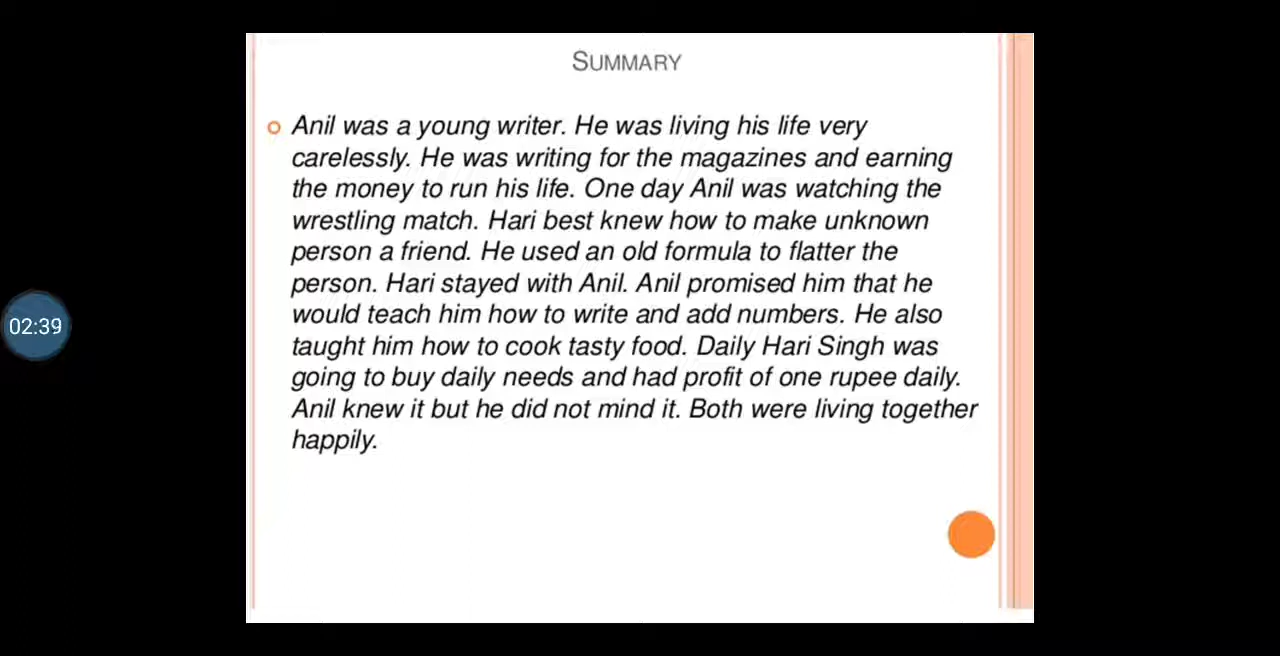 SUMMARY
Anil was a young writer. He was living his life very
carelessly. He was writing for the magazines and earning
the money to run his life. One day Anil was watching the
wrestling match. Hari best knew how to make unknown
person a friend. He used an old formula to flatter the
person. Hari stayed with Anil. Anil promised him that he
would teach him how to write and add numbers. He also
taught him how to cook tasty food. Daily Hari Singh was
going to buy daily needs and had profit of one rupee daily.
Anil knew it but he did not mind it. Both were living together
happily.
02:39